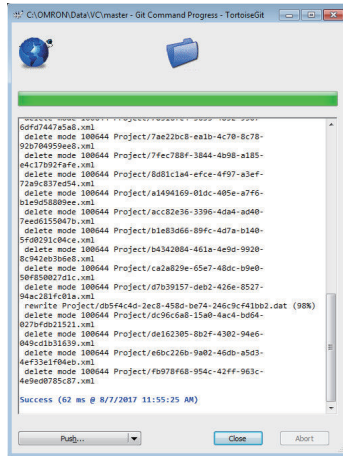 C:\OMRON\Data\VC\master - Git Command Progress - TortoiseGit
6dfd7447a5a8.xml
delete mode 100644 Project/7ae22bc8-ea1b-4c70-8c78-
92b704959ee8.xml
delete mode 100644 Project/7fec788f-3844-4b98-a185-
e4c17b92fafe.xml
delete mode 100644 Project/8d81c1a4-efce-4f97-a3ef-
72a9c837ed54.xml
delete mode 100644 Project/a1494169-01dc-405e-a7f6-
b1e9d58809ee.xml
delete mode 100644 Project/acc82e36-3396-4da4-ad40-
7eed6155047b.xml
delete mode 100644 Project/b1e83d66-89fc-4d7a-b140-
5fd0291c04ce.xml
delete mode 100644 Project/b4342084-461a-4e9d-9920-
8c942eb3b6e8.xml
delete mode 100644 Project/ca2a829e-65e7-48dc-b9e0-
50f850027d1c.xml
delete mode 100644 Project/d7b39157-deb2-426e-8527-
94ac281fc01a.xml
rewrite Project/db5f4c4d-2ec8-458d-be74-246c9cf41bb2.dat (98%)
delete mode 100644 Project/dc96c6a8-15a0-4ac4-bd64-
027bfdb21521.xml
delete mode 100644 Project/de162305-8b2f-4302-94e6-
049cd1b31639.xml
delete mode 100644 Project/e6bc226b-9a02-46db-a5d3-
4ef33e1f04eb.xml
delete mode 100644 Project/fb978f68-954c-42ff-963c-
4e9ed0785c87.xml
Success (62 ms @ 8/7/2017 11:55:25 AM)
Push...
Close
Abort